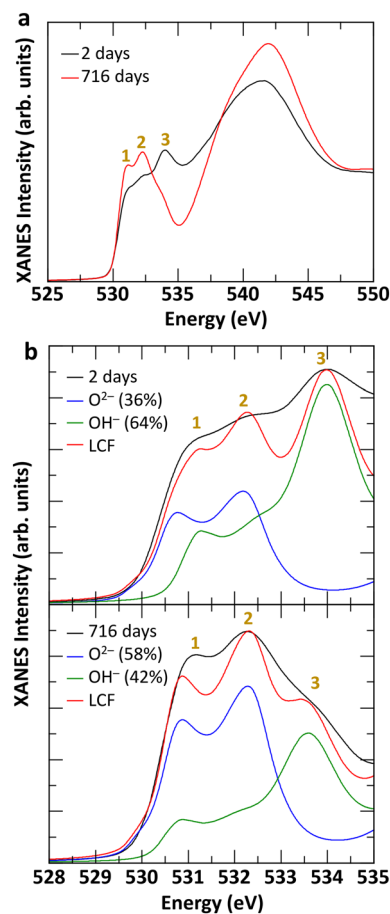 a
2 days
716 days
1
2
3
XANES Intensity (arb. units)
525 530 535 540 545 550
Energy (eV)
b
2 days
O²⁻ (36%)
OH⁻ (64%)
LCF
1
2
3
XANES Intensity (arb. units)
716 days
O²⁻ (58%)
OH⁻ (42%)
LCF
1
2
3
528 529 530 531 532 533 534 535
Energy (eV)